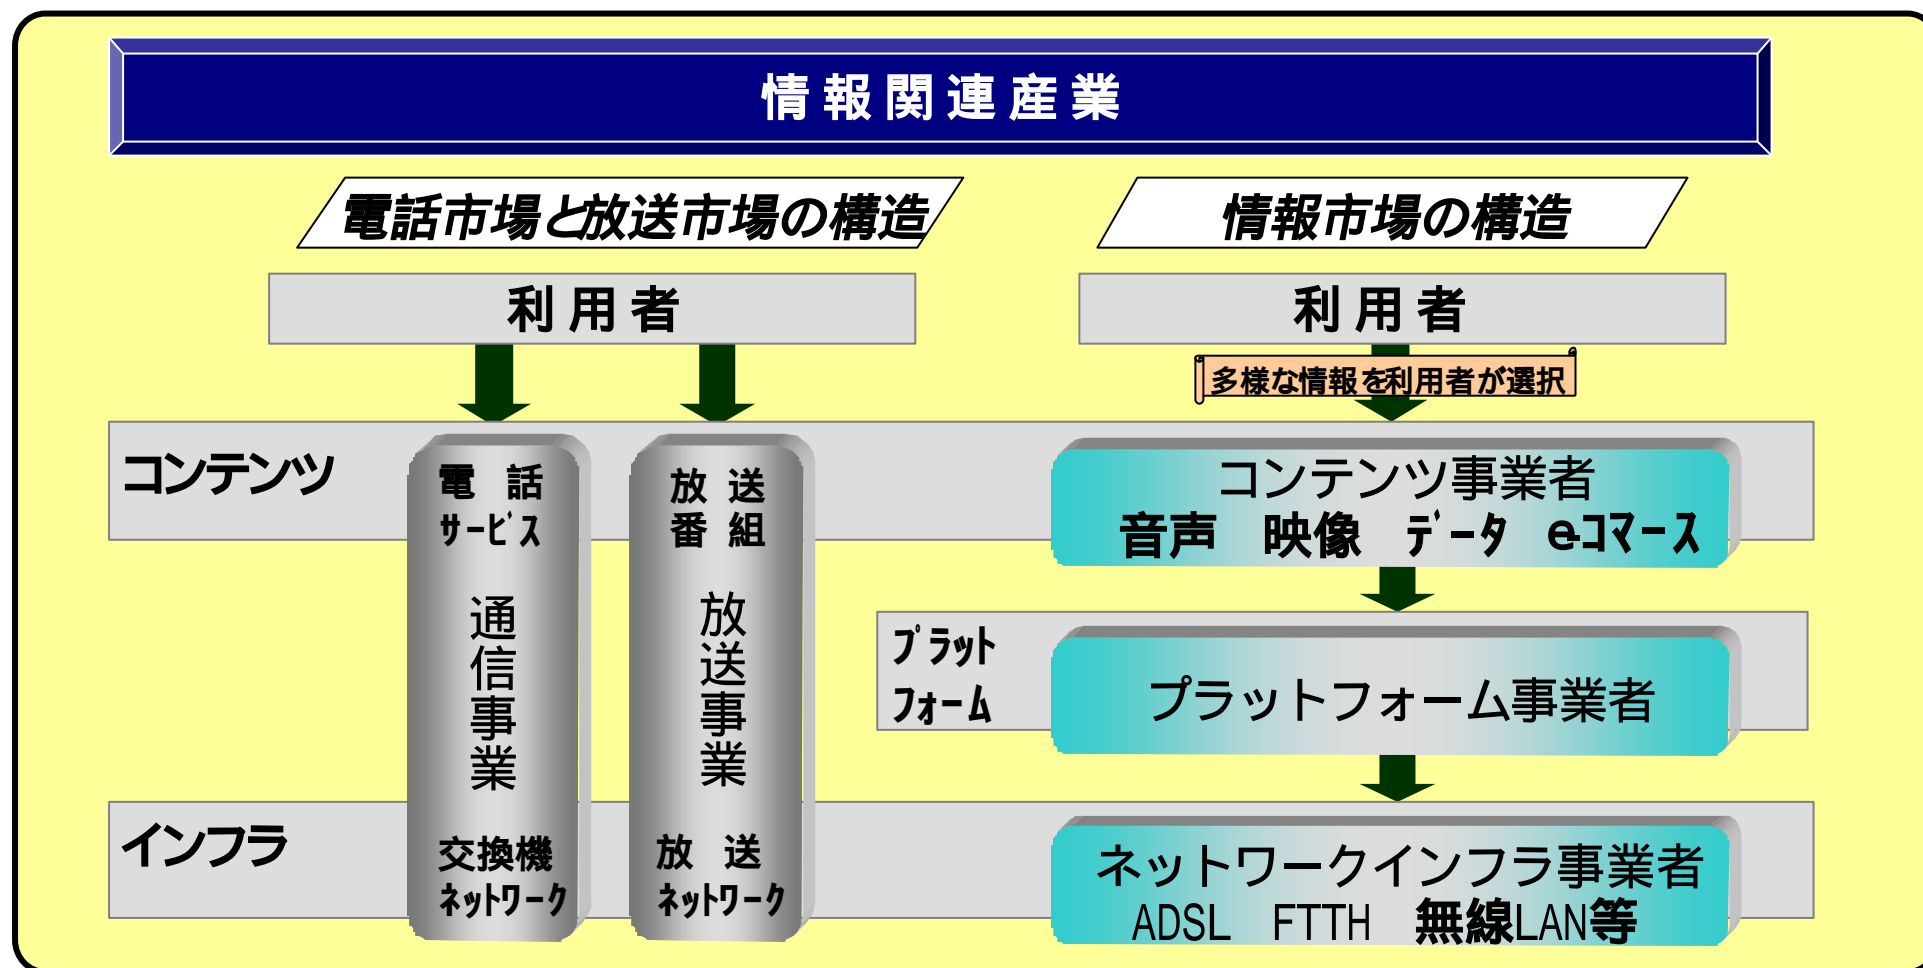 情報関連産業
電話市場と放送市場の構造
利用者
コンテンツ
電話
サービス
通信事業
交換機
ネットワーク
放送
番組
放送事業
放送
ネットワーク
インフラ
情報市場の構造
利用者
多様な情報を利用者が選択
コンテンツ事業者
音声　映像　データ　eコマース
プラット
フォーム
プラットフォーム事業者
ネットワークインフラ事業者
ADSL　FTTH　無線LAN等